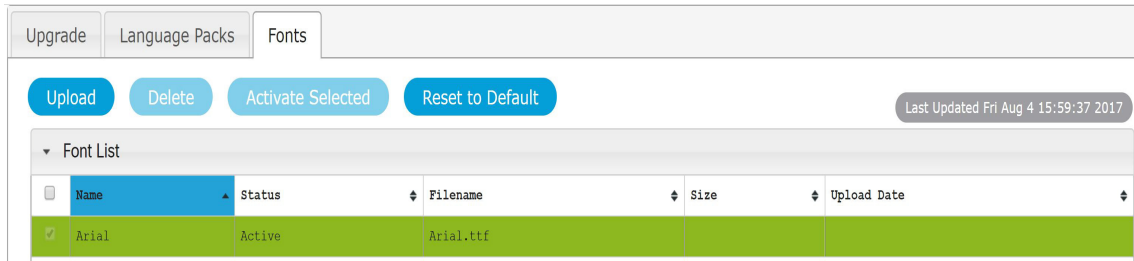 Upgrade Language Packs Fonts
Upload Delete Activate Selected Reset to Default
Last Updated Fri Aug 4 15:59:37 2017
Font List
Name Status Filename Size Upload Date
Arial Active Arial.ttf